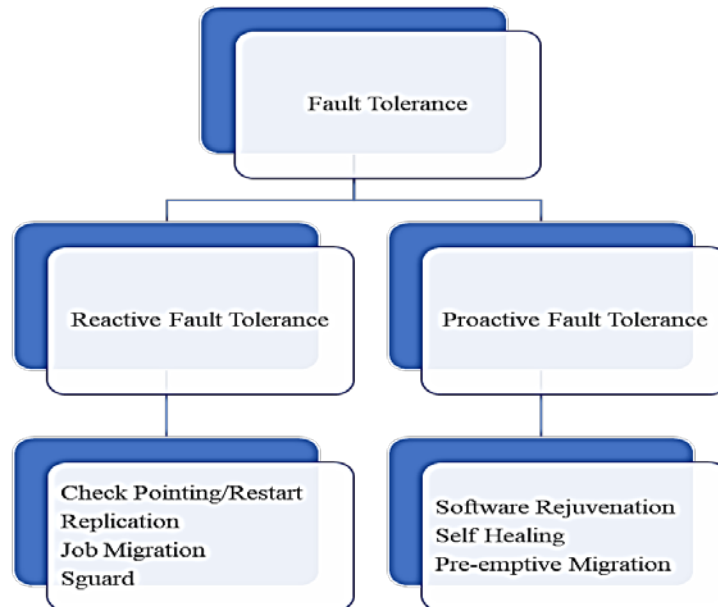 Fault Tolerance
Reactive Fault Tolerance
Proactive Fault Tolerance
Check Pointing/Restart
Replication
Job Migration
Sguard
Software Rejuvenation
Self Healing
Pre-emptive Migration